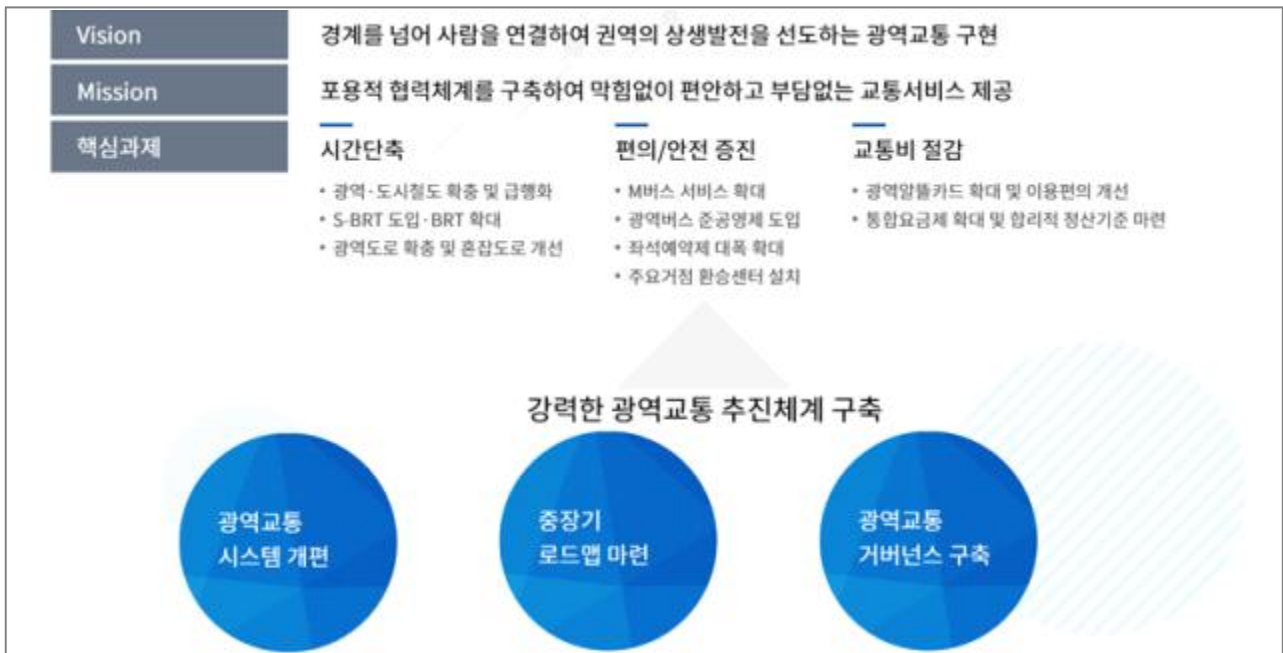 Vision
경계를 넘어 사람을 연결하여 권역의 상생발전을 선도하는 광역교통 구현
Mission
포용적 협력체계를 구축하여 막힘없이 편안하고 부담없는 교통서비스 제공
핵심과제
시간단축
• 광역·도시철도 확충 및 급행화
• S-BRT 도입·BRT 확대
• 광역도로 확충 및 혼잡도로 개선
편의/안전 증진
• M버스 서비스 확대
• 광역버스 준공영제 도입
• 좌석예약제 대폭 확대
• 주요거점 환승센터 설치
교통비 절감
• 광역알뜰카드 확대 및 이용편의 개선
• 통합요금제 확대 및 합리적 정산기준 마련
강력한 광역교통 추진체계 구축
광역교통
시스템 개편
중장기
로드맵 마련
광역교통
거버넌스 구축